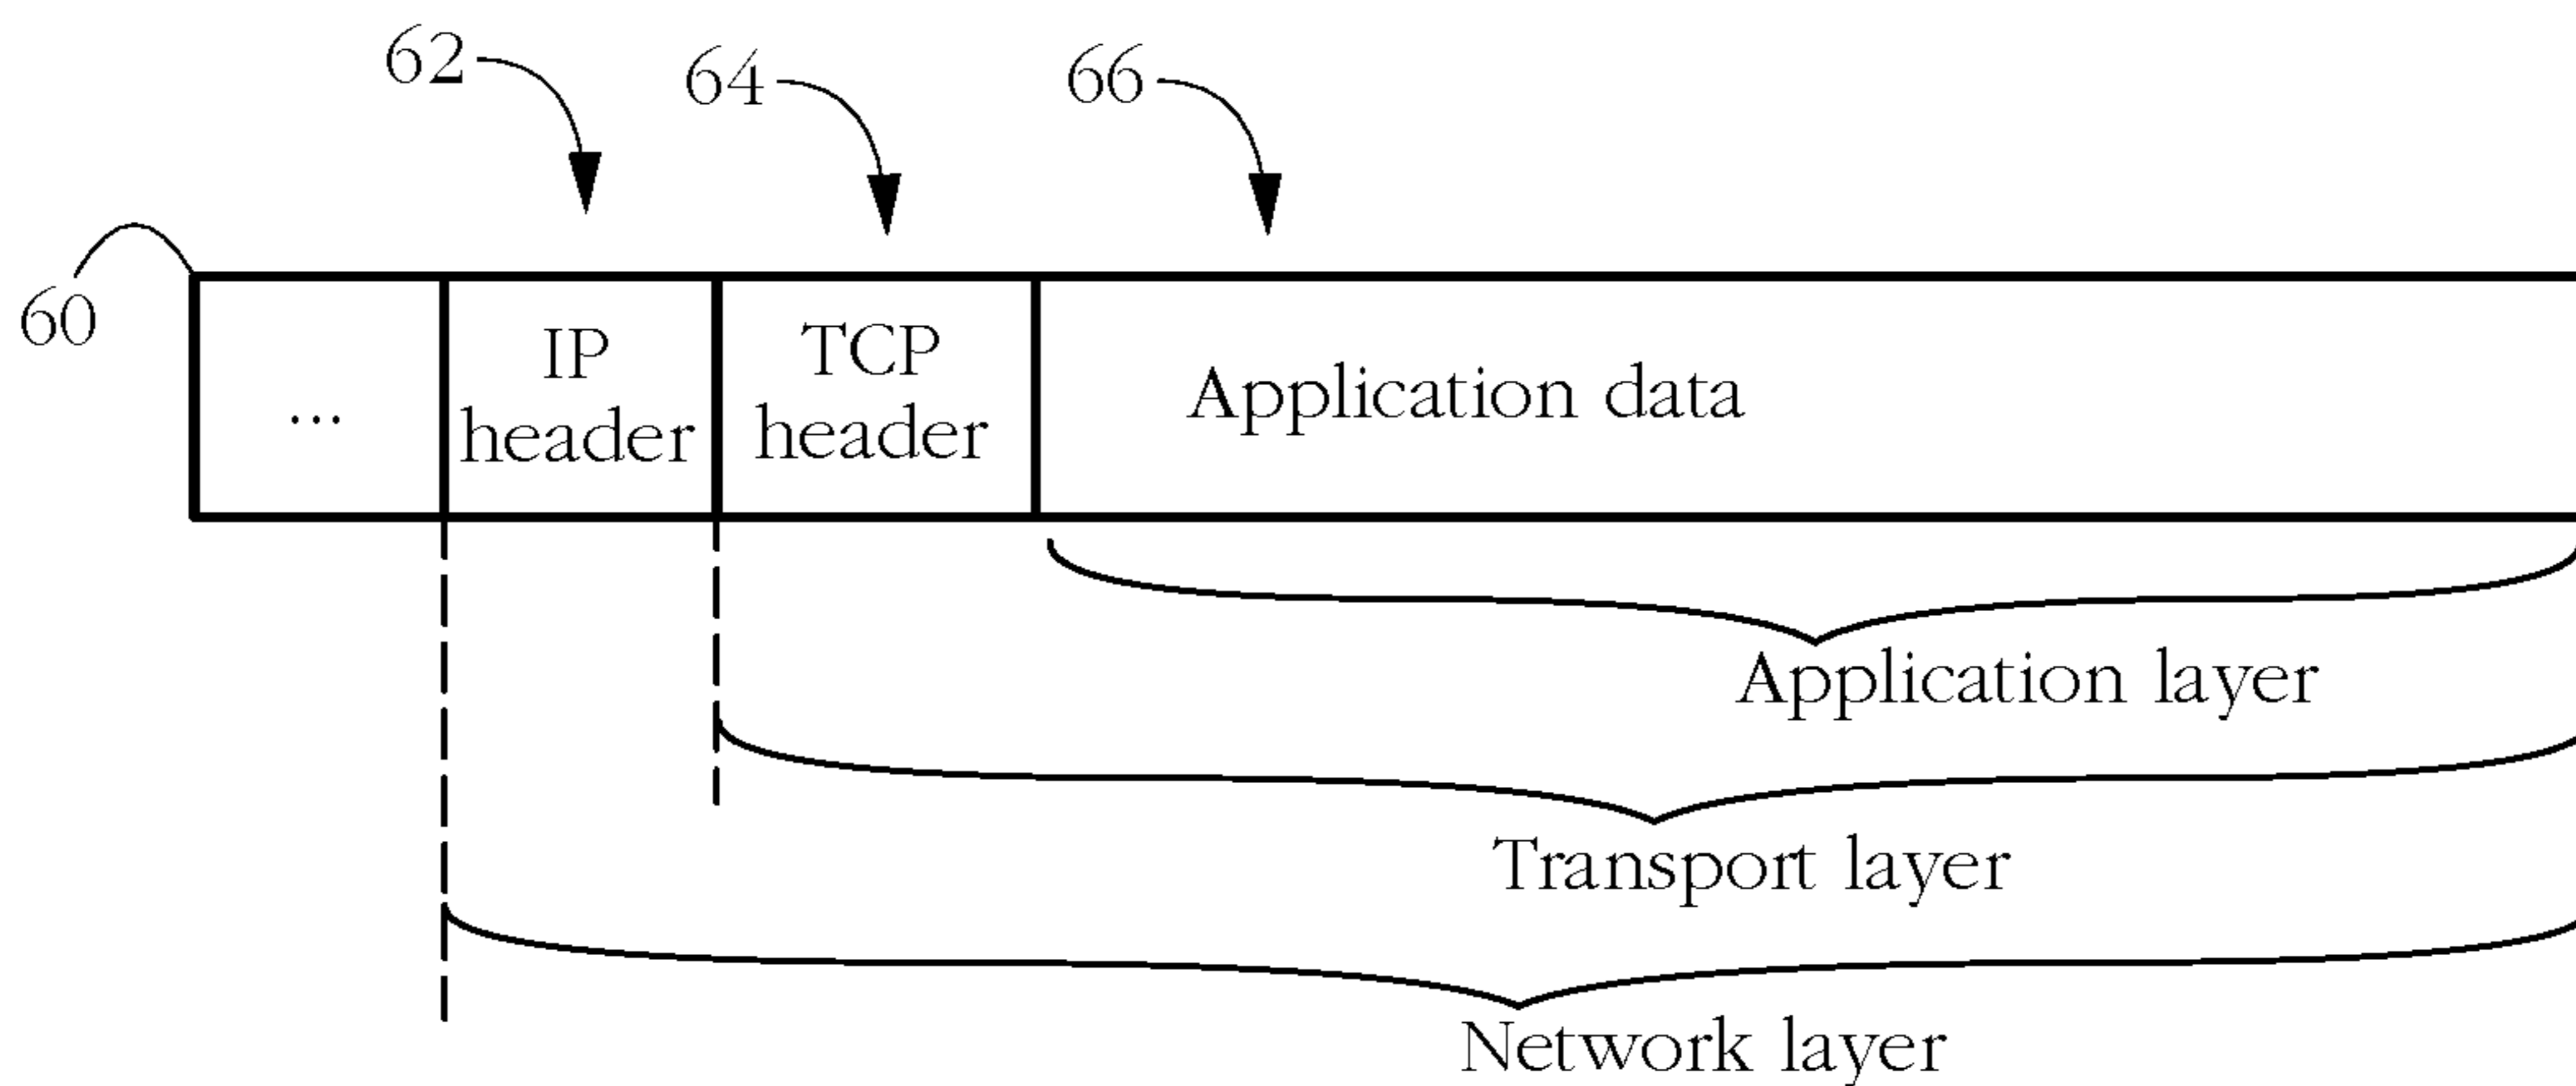 62
64
66
60
...
IP
header
TCP
header
Application data
Application layer
Transport layer
Network layer